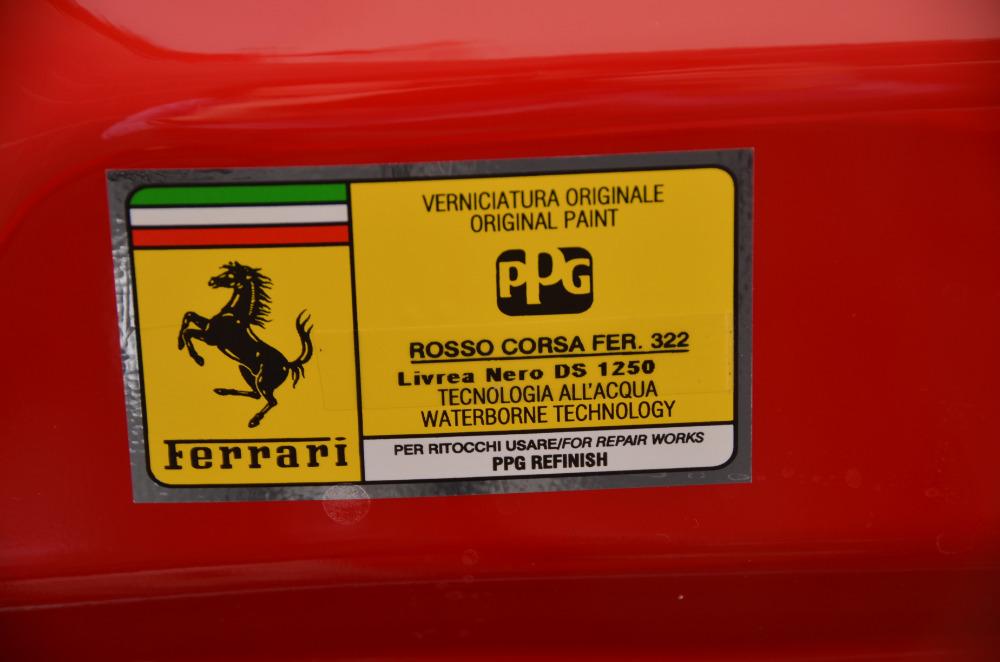 VERNICIATURA ORIGINALE
ORIGINAL PAINT
PPG
ROSSO CORSA FER. 322
Livrea Nero DS 1250
TECNOLOGIA ALL'ACQUA
WATERBORNE TECHNOLOGY
Ferrari
PER RITOCCHI USARE/FOR REPAIR WORKS
PPG REFINISH